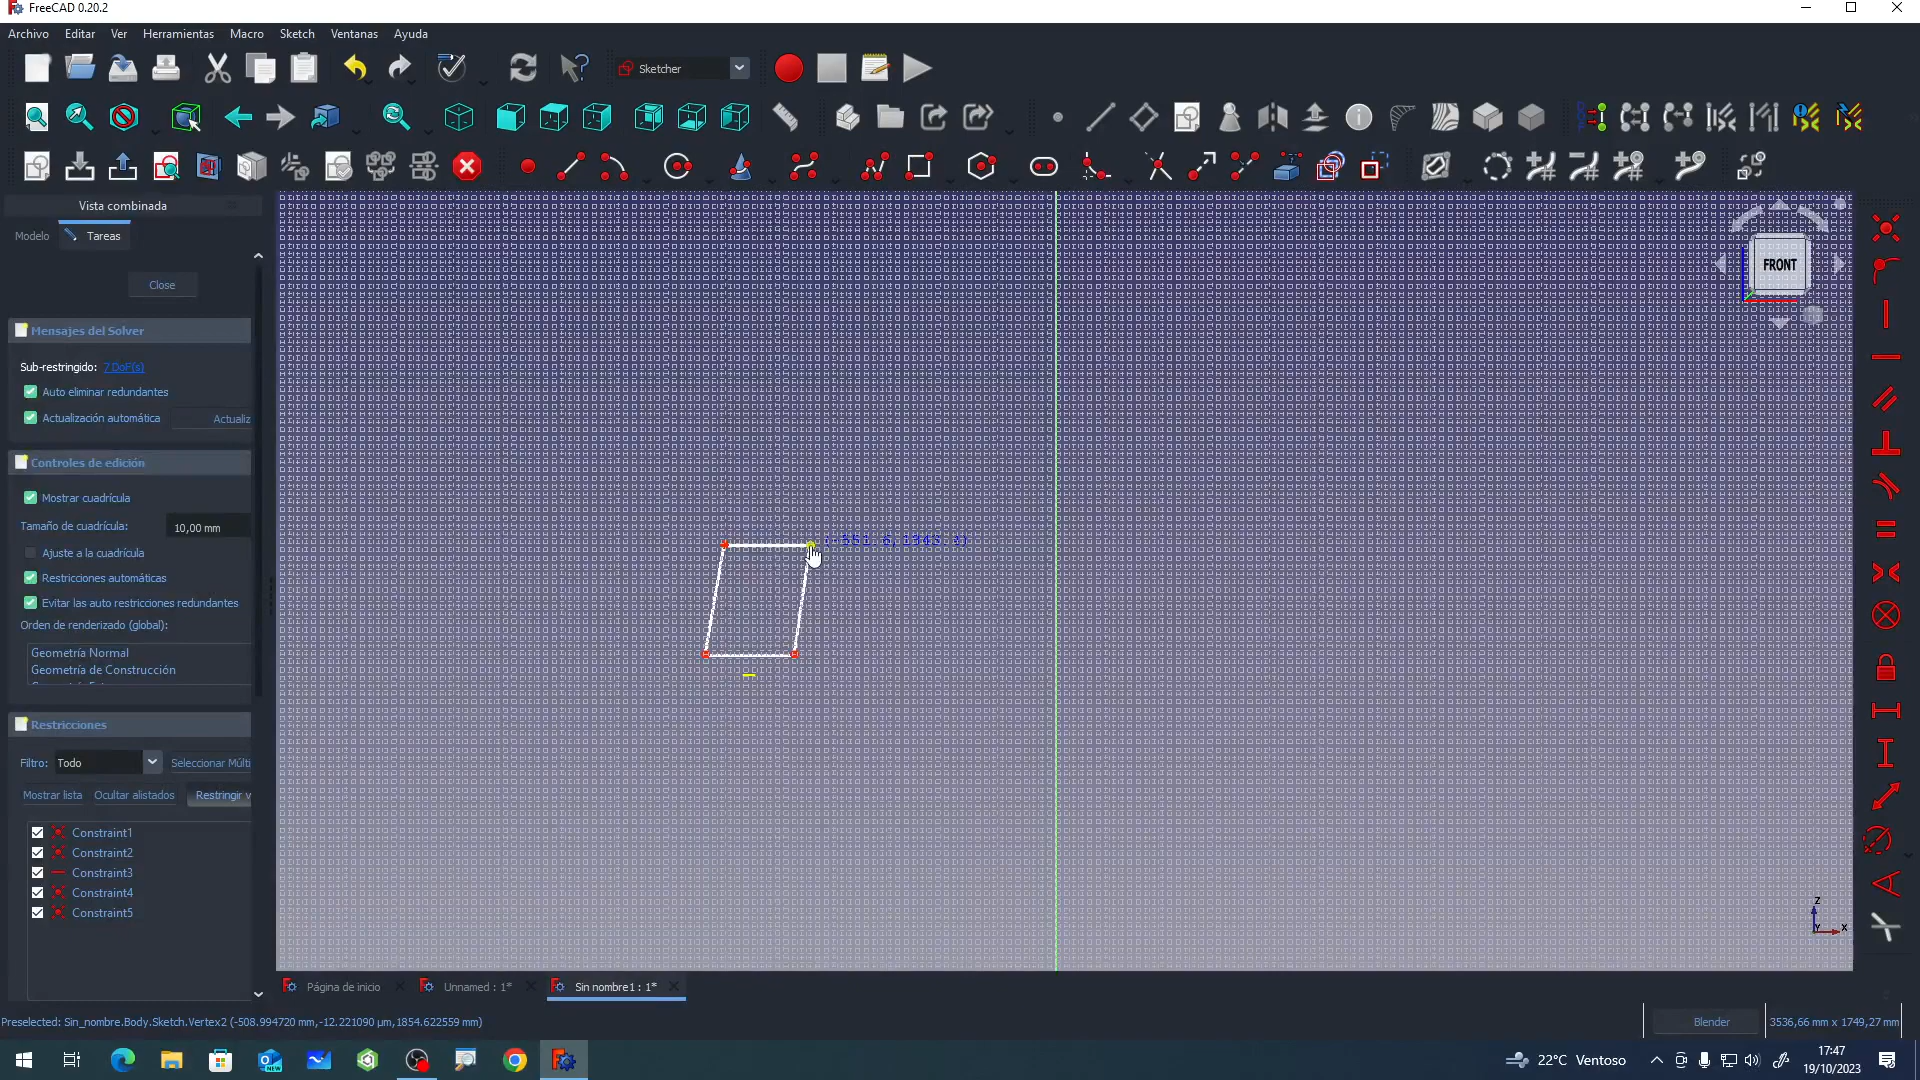 FreeCAD 0.20.2
Archivo Editar Ver Herramientas Macro Sketch Ventanas Ayuda
Sketcher
Vista combinada
Modelo Tareas
Close
Mensajes del Solver
Sub-restringido: 7 DoF(s)
Auto eliminar redundantes
Actualización automática Actualiz
Controles de edición
Mostrar cuadrícula
Tamaño de cuadrícula: 10,00 mm
Ajuste a la cuadrícula
Restricciones automáticas
Evitar las auto restricciones redundantes
Orden de renderizado (global):
Geometría Normal
Geometría de Construcción
Restricciones
Filtro: Todo Seleccionar Múlti
Mostrar lista Ocultar alistados Restringir v
Constraint1
Constraint2
Constraint3
Constraint4
Constraint5
FRONT
Z
Y X
Página de inicio Unnamed : 1* Sin nombre1 : 1*
Preselected: Sin_nombre.Body.Sketch.Vertex2 (-508.994720 mm,-12.221090 µm,1854.622559 mm)
Blender 3536,66 mm x 1749,27 mm
NEW
22°C Ventoso
17:47
19/10/2023